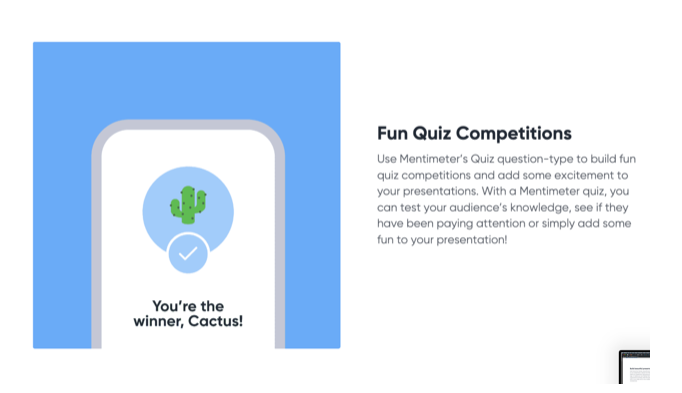 Fun Quiz Competitions
Use Mentimeter's Quiz question-type to build fun
quiz competitions and add some excitement to
your presentations. With a Mentimeter quiz, you
can test your audience's knowledge, see if they
have been paying attention or simply add some
fun to your presentation!
You're the
winner, Cactus!